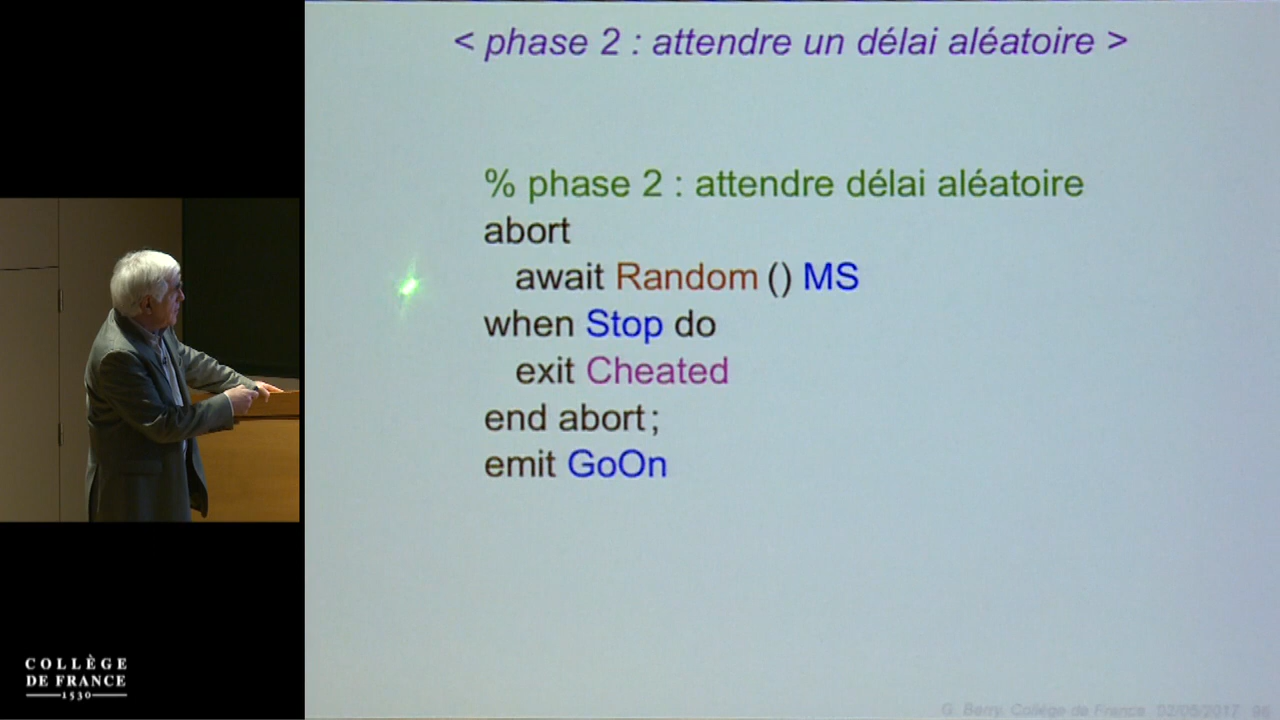 < phase 2 : attendre un délai aléatoire >
% phase 2 : attendre délai aléatoire
abort
await Random () MS
when Stop do
exit Cheated
end abort ;
emit GoOn
COLLÈGE
DE FRANCE
1530
G. Berry, Collège de France, 02/05/2017